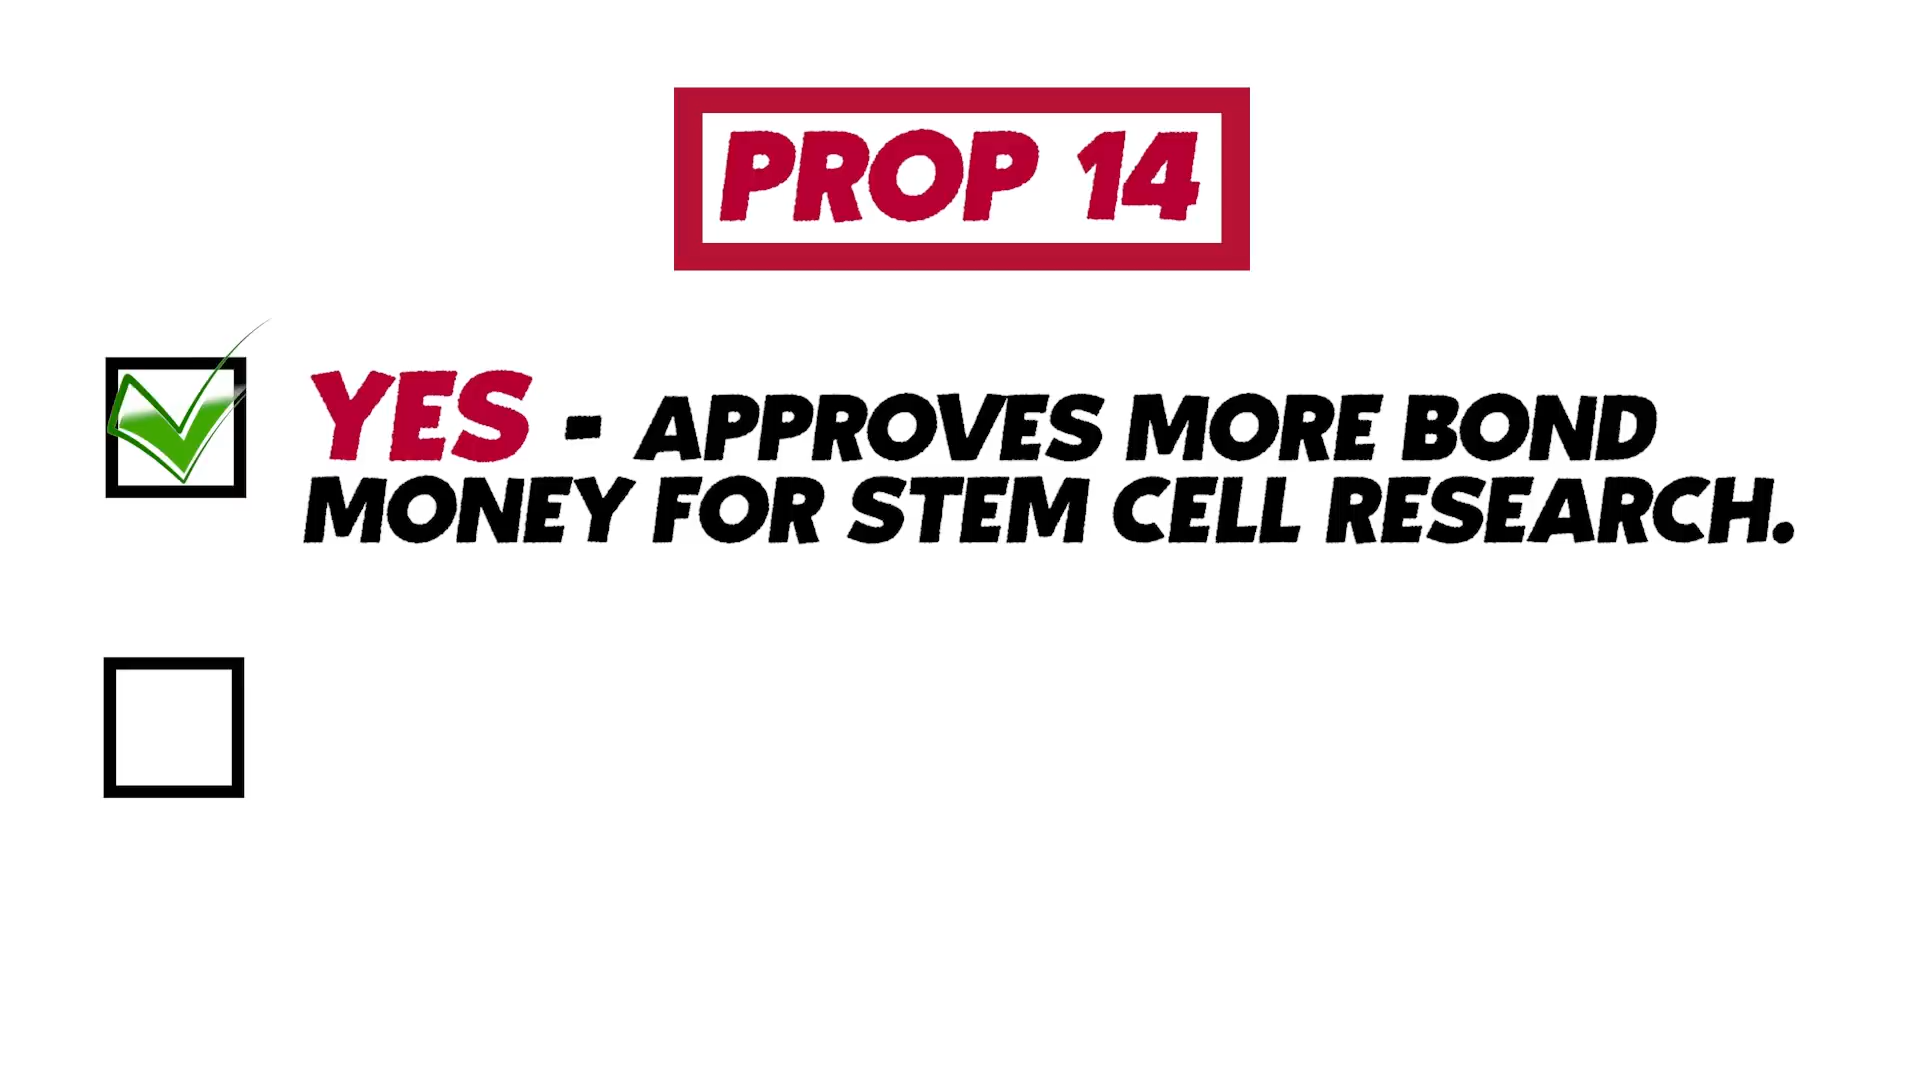 PROP 14
YES - APPROVES MORE BOND
MONEY FOR STEM CELL RESEARCH.